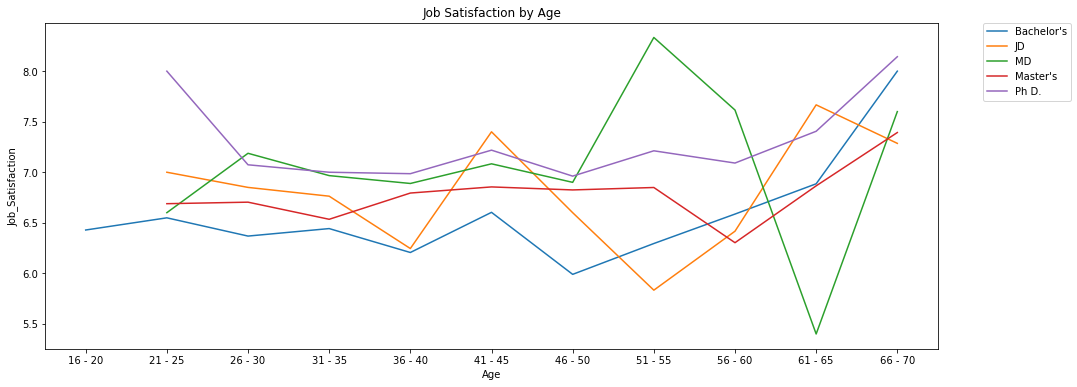 Job Satisfaction by Age
Bachelor's
JD
MD
Master's
Ph D.
Job_Satisfaction
8.0
7.5
7.0
6.5
6.0
5.5
16 - 20 21 - 25 26 - 30 31 - 35 36 - 40 41 - 45 46 - 50 51 - 55 56 - 60 61 - 65 66 - 70
Age